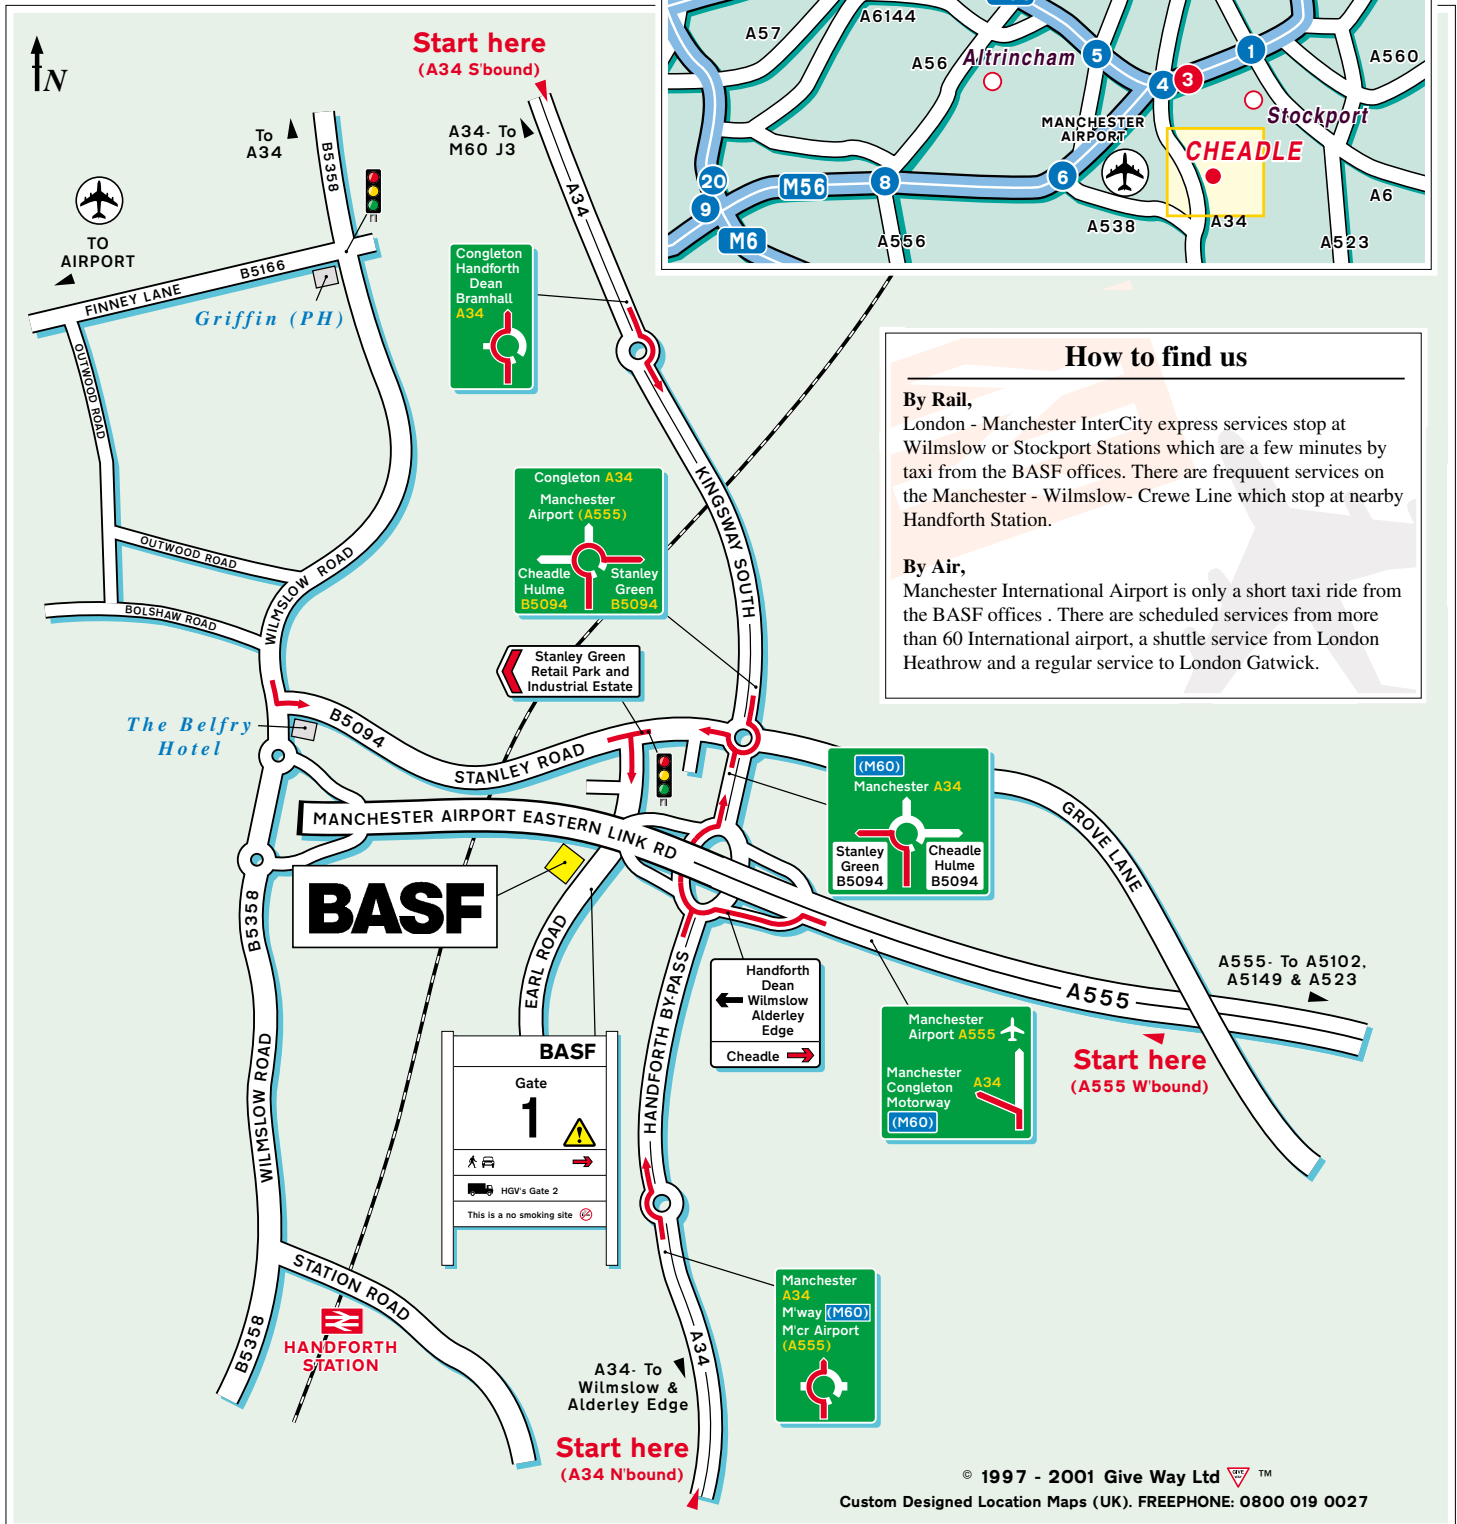 N
Start here
(A34 S'bound)
To
A34
A34- To
M60 J3
B5358
A34
TO
AIRPORT
FINNEY LANE
B5166
Griffin (PH)
OUTWOOD ROAD
OUTWOOD ROAD
BOLSHAW ROAD
WILMSLOW ROAD
Congleton
Handforth
Dean
Bramhall
A34
KINGSWAY SOUTH
Congleton A34
Manchester
Airport (A555)
Cheadle
Hulme
B5094
Stanley
Green
B5094
Stanley Green
Retail Park and
Industrial Estate
The Belfry
Hotel
B5094
STANLEY ROAD
MANCHESTER AIRPORT EASTERN LINK RD
(M60)
Manchester A34
Stanley
Green
B5094
Cheadle
Hulme
B5094
GROVE LANE
BASF
B5358
WILMSLOW ROAD
EARL ROAD
HANDFORTH BY-PASS
Handforth
Dean
Wilmslow
Alderley
Edge
Cheadle
A555
A555- To A5102,
A5149 & A523
Start here
(A555 W'bound)
Manchester
Airport A555
Manchester
Congleton
Motorway
(M60)
A34
BASF
Gate
1
HGV's Gate 2
This is a no smoking site
STATION ROAD
B5358
HANDFORTH
STATION
Manchester
A34
M'way (M60)
M'cr Airport
(A555)
A34
A34- To
Wilmslow &
Alderley Edge
Start here
(A34 N'bound)
A57
A6144
A56
Altrincham
5
4
3
1
A560
Stockport
MANCHESTER
AIRPORT
CHEADLE
20
9
M56
8
6
M6
A556
A538
A34
A523
A6
How to find us
By Rail,
London - Manchester InterCity express services stop at
Wilmslow or Stockport Stations which are a few minutes by
taxi from the BASF offices. There are frequuent services on
the Manchester - Wilmslow- Crewe Line which stop at nearby
Handforth Station.
By Air,
Manchester International Airport is only a short taxi ride from
the BASF offices . There are scheduled services from more
than 60 International airport, a shuttle service from London
Heathrow and a regular service to London Gatwick.
© 1997 - 2001 Give Way Ltd GIVE WAY ™
Custom Designed Location Maps (UK). FREEPHONE: 0800 019 0027